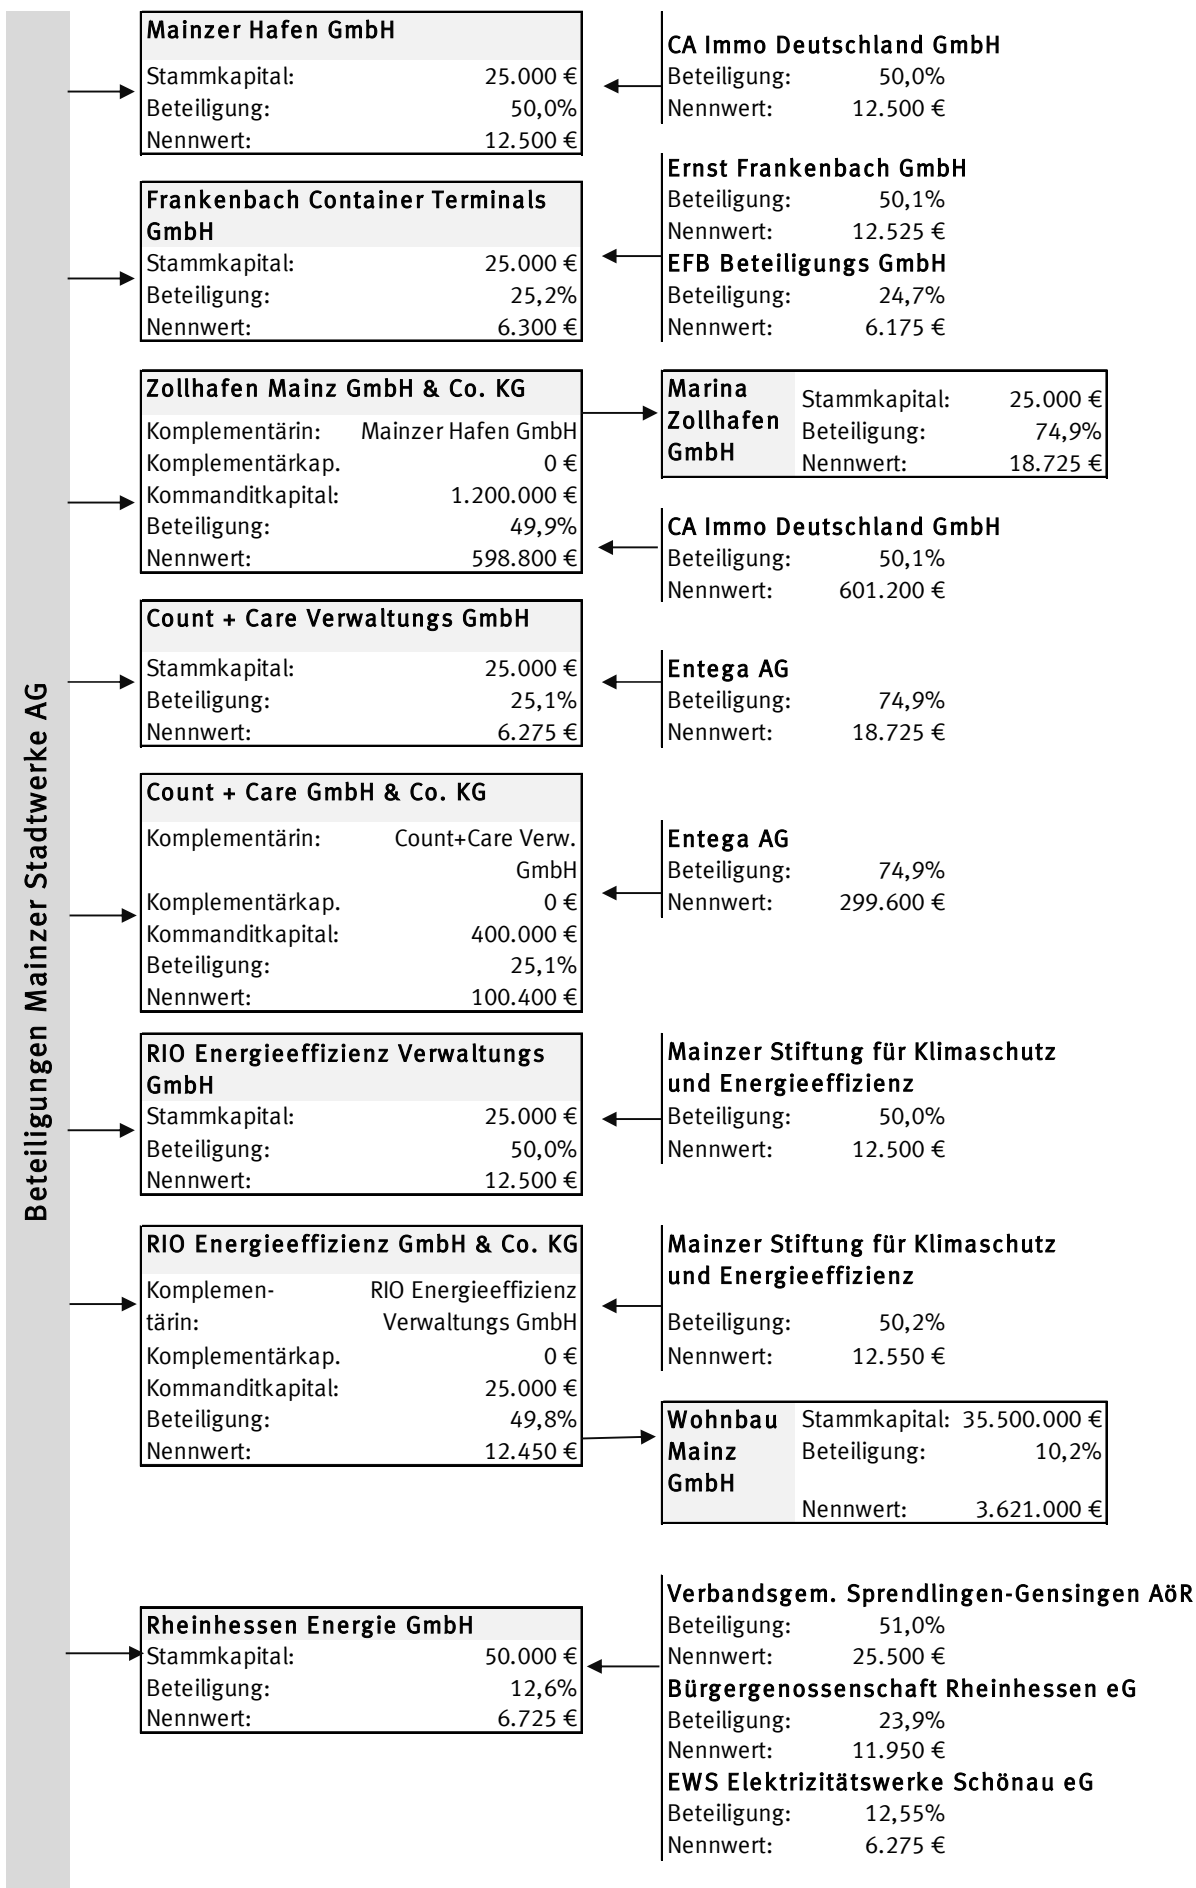 Beteiligungen Mainzer Stadtwerke AG
Mainzer Hafen GmbH
Stammkapital: 25.000 €
Beteiligung: 50,0%
Nennwert: 12.500 €
CA Immo Deutschland GmbH
Beteiligung: 50,0%
Nennwert: 12.500 €
Frankenbach Container Terminals
GmbH
Stammkapital: 25.000 €
Beteiligung: 25,2%
Nennwert: 6.300 €
Ernst Frankenbach GmbH
Beteiligung: 50,1%
Nennwert: 12.525 €
EFB Beteiligungs GmbH
Beteiligung: 24,7%
Nennwert: 6.175 €
Zollhafen Mainz GmbH & Co. KG
Komplementärin: Mainzer Hafen GmbH
Komplementärkap. 0 €
Kommanditkapital: 1.200.000 €
Beteiligung: 49,9%
Nennwert: 598.800 €
Marina
Zollhafen
GmbH
Stammkapital: 25.000 €
Beteiligung: 74,9%
Nennwert: 18.725 €
CA Immo Deutschland GmbH
Beteiligung: 50,1%
Nennwert: 601.200 €
Count + Care Verwaltungs GmbH
Stammkapital: 25.000 €
Beteiligung: 25,1%
Nennwert: 6.275 €
Entega AG
Beteiligung: 74,9%
Nennwert: 18.725 €
Count + Care GmbH & Co. KG
Komplementärin: Count+Care Verw.
GmbH
Komplementärkap. 0 €
Kommanditkapital: 400.000 €
Beteiligung: 25,1%
Nennwert: 100.400 €
Entega AG
Beteiligung: 74,9%
Nennwert: 299.600 €
RIO Energieeffizienz Verwaltungs
GmbH
Stammkapital: 25.000 €
Beteiligung: 50,0%
Nennwert: 12.500 €
Mainzer Stiftung für Klimaschutz
und Energieeffizienz
Beteiligung: 50,0%
Nennwert: 12.500 €
RIO Energieeffizienz GmbH & Co. KG
Komplemen- RIO Energieeffizienz
tärin: Verwaltungs GmbH
Komplementärkap. 0 €
Kommanditkapital: 25.000 €
Beteiligung: 49,8%
Nennwert: 12.450 €
Mainzer Stiftung für Klimaschutz
und Energieeffizienz
Beteiligung: 50,2%
Nennwert: 12.550 €
Wohnbau
Mainz
GmbH
Stammkapital: 35.500.000 €
Beteiligung: 10,2%
Nennwert: 3.621.000 €
Rheinhessen Energie GmbH
Stammkapital: 50.000 €
Beteiligung: 12,6%
Nennwert: 6.725 €
Verbandsgem. Sprendlingen-Gensingen AöR
Beteiligung: 51,0%
Nennwert: 25.500 €
Bürgergenossenschaft Rheinhessen eG
Beteiligung: 23,9%
Nennwert: 11.950 €
EWS Elektrizitätswerke Schönau eG
Beteiligung: 12,55%
Nennwert: 6.275 €